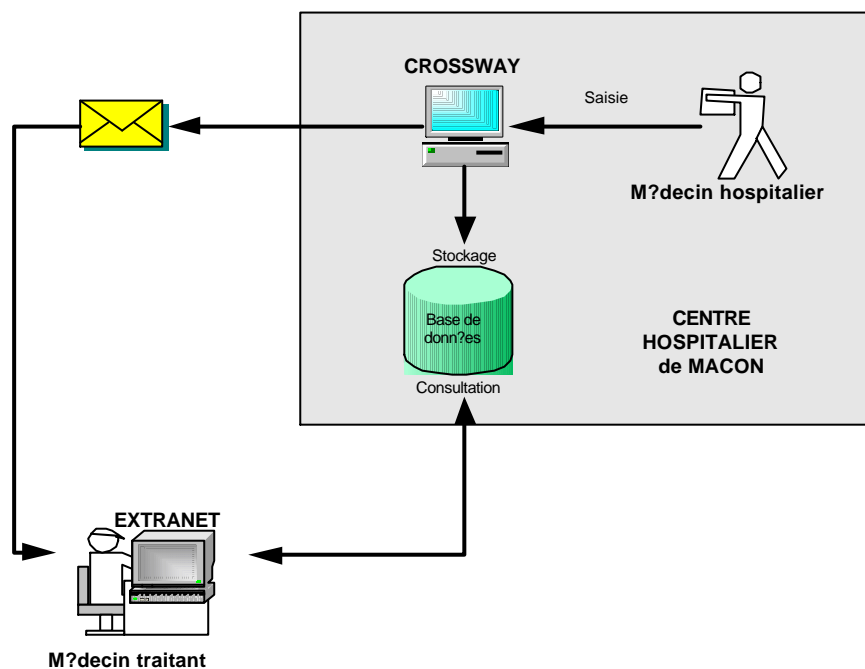 CROSSWAY
Saisie
M?decin hospitalier
Stockage
Base de
donn?es
Consultation
CENTRE
HOSPITALIER
de MACON
EXTRANET
M?decin traitant